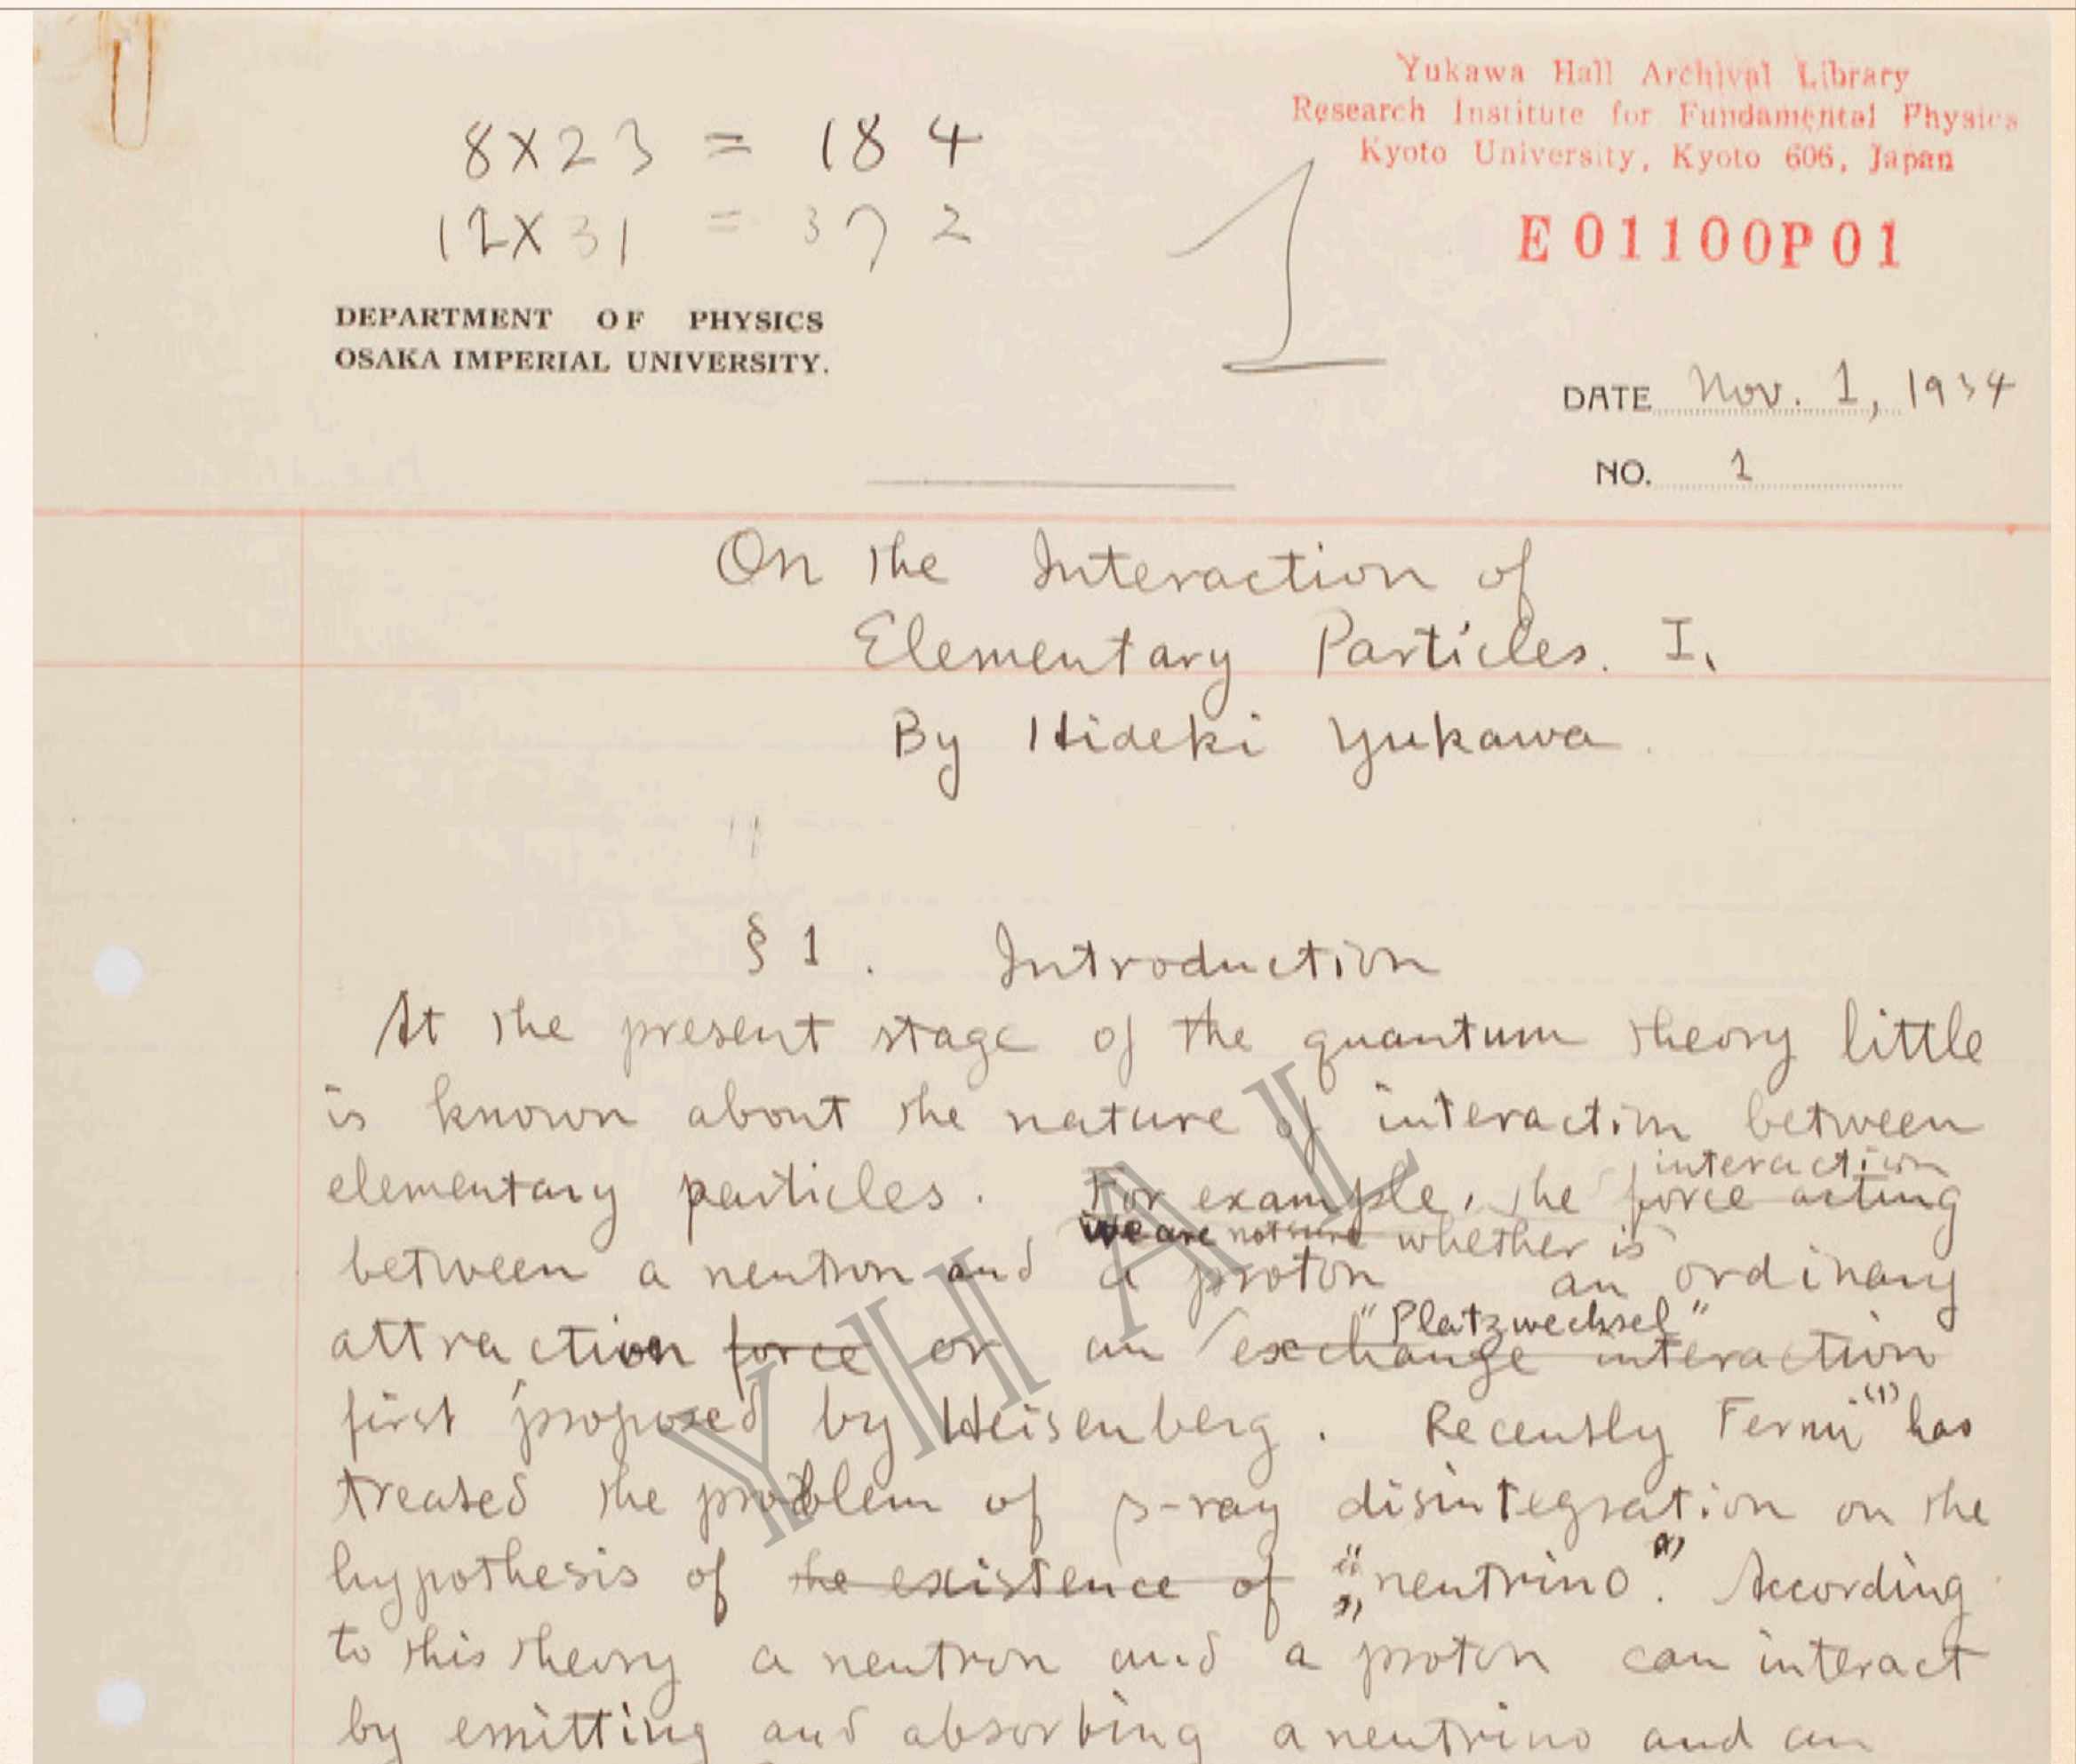 8×23 = 184
12×31 = 372
Yukawa Hall Archival Library
Research Institute for Fundamental Physics
Kyoto University, Kyoto 606, Japan
1
E01100P01
DEPARTMENT OF PHYSICS
OSAKA IMPERIAL UNIVERSITY.
DATE Nov. 1, 1934
NO. 1
On the Interaction of
Elementary Particles. I.
By Hideki Yukawa
§ 1. Introduction
At the present stage of the quantum theory little
is known about the nature of interaction between
interaction
elementary particles. For example, the force acting
We are not sure whether is
between a neutron and a proton an ordinary
"Platzwechsel"
attraction force or an exchange interaction
first proposed by Heisenberg. Recently Fermi(1) has
treated the problem of β-ray disintegration on the
hypothesis of the existence of "neutrino". According
to this theory a neutron and a proton can interact
by emitting and absorbing a neutrino and an
YHAL